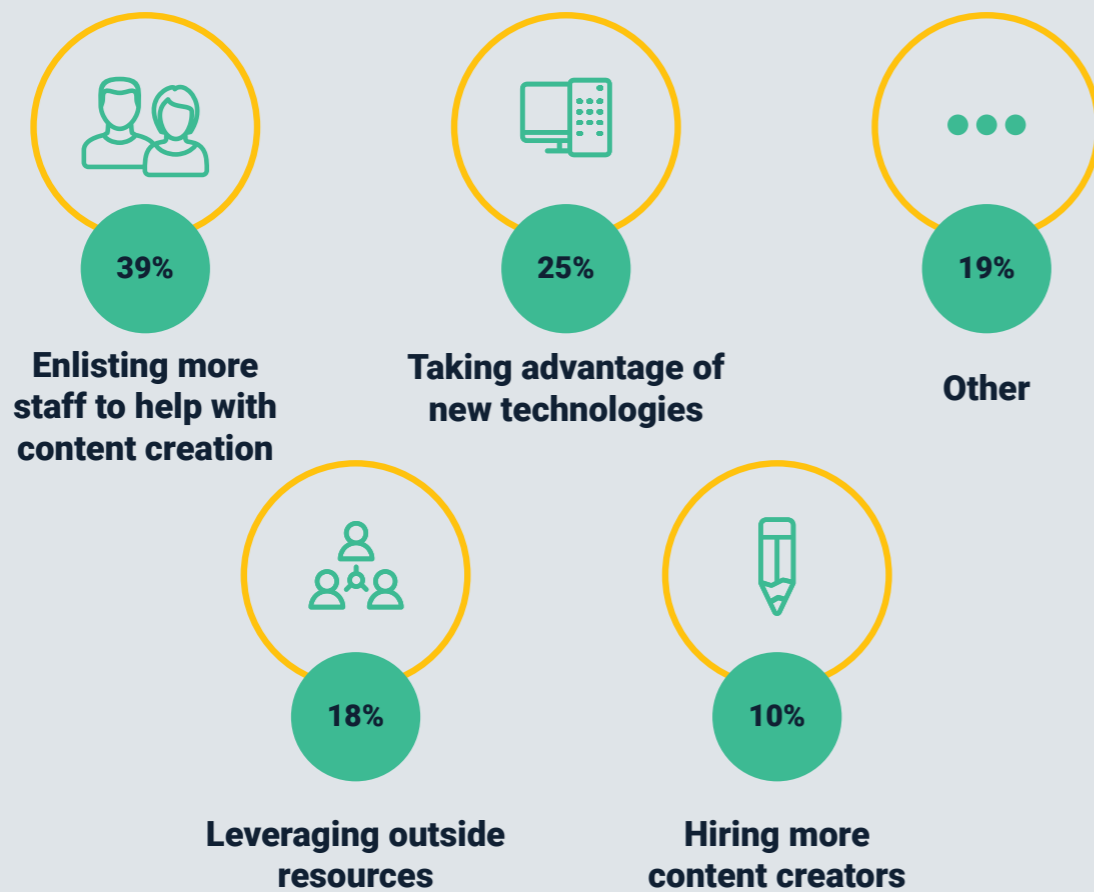 39%
Enlisting more
staff to help with
content creation
25%
Taking advantage of
new technologies
19%
Other
18%
Leveraging outside
resources
10%
Hiring more
content creators